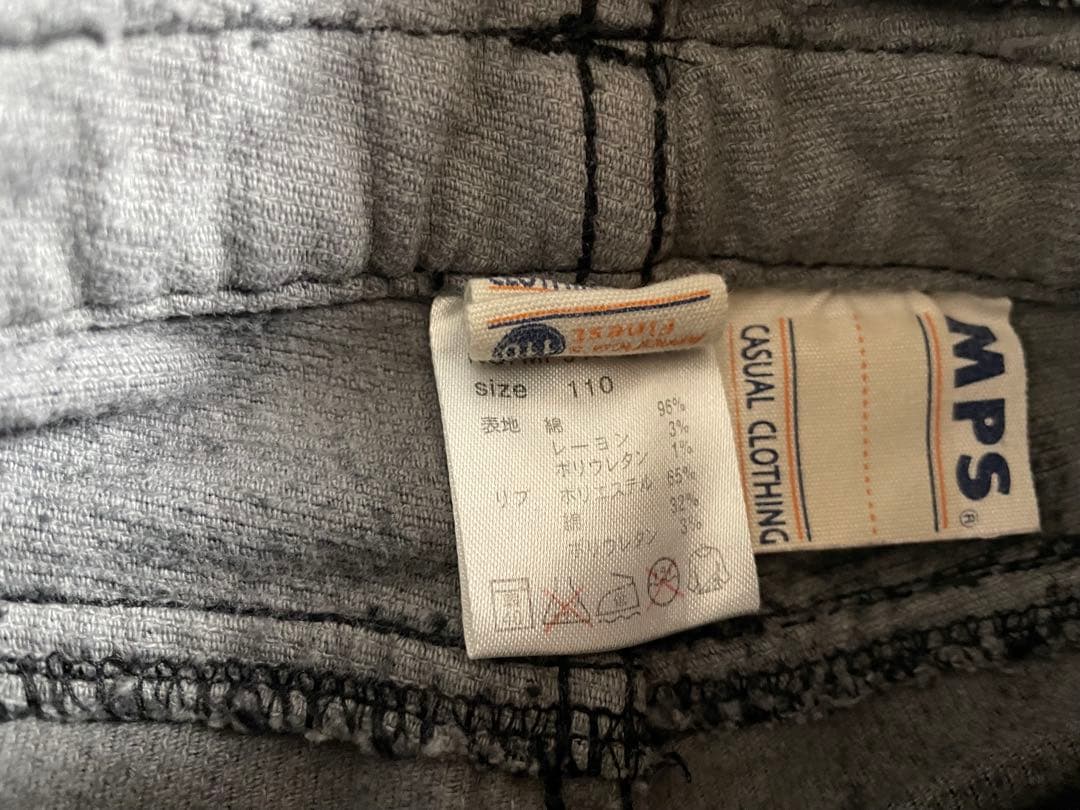 Finest
110
size 110
表地 綿 96%
レーヨン 3%
ポリウレタン 1%
リブ ポリエステル 65%
綿 32%
ポリウレタン 3%
MPS®
CASUAL CLOTHING